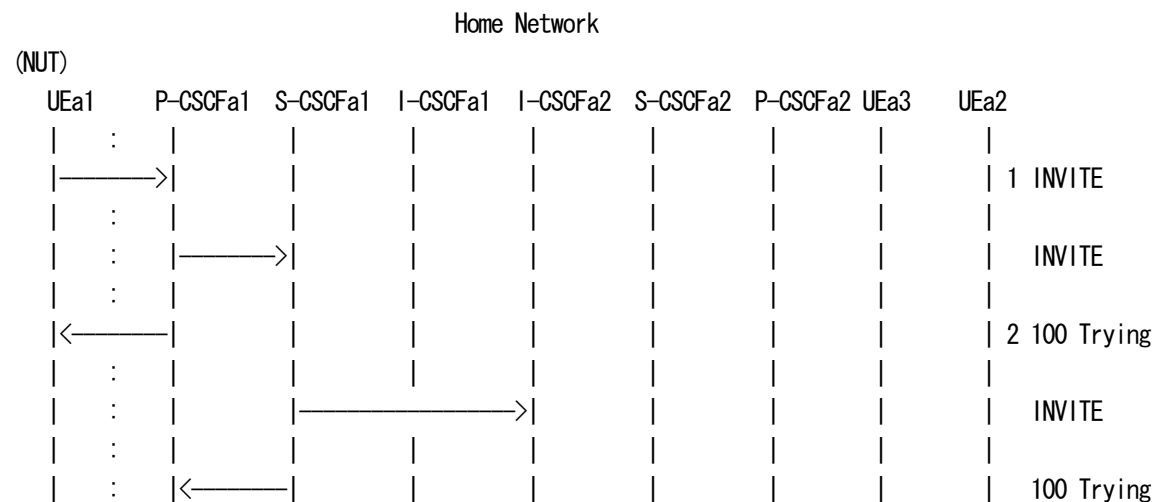 Home Network
(NUT)
UEa1 P-CSCFa1 S-CSCFa1 I-CSCFa1 I-CSCFa2 S-CSCFa2 P-CSCFa2 UEa3 UEa2
| : | | | | | | | |
|--------->| | | | | | | | 1 INVITE
| : | | | | | | | |
| : |--------->| | | | | | | INVITE
| : | | | | | | | |
|<---------| | | | | | | | 2 100 Trying
| : | | | | | | | |
| : | |------------------->| | | | | INVITE
| : | | | | | | | |
| : |<---------| | | | | | | 100 Trying